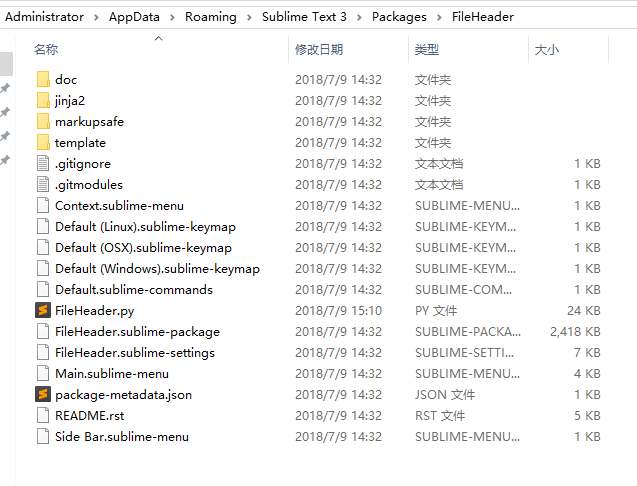 Administrator > AppData > Roaming > Sublime Text 3 > Packages > FileHeader
名称 修改日期 类型 大小
doc 2018/7/9 14:32 文件夹
jinja2 2018/7/9 14:32 文件夹
markupsafe 2018/7/9 14:32 文件夹
template 2018/7/9 14:32 文件夹
.gitignore 2018/7/9 14:32 文本文档 1 KB
.gitmodules 2018/7/9 14:32 文本文档 1 KB
Context.sublime-menu 2018/7/9 14:32 SUBLIME-MENU... 1 KB
Default (Linux).sublime-keymap 2018/7/9 14:32 SUBLIME-KEYM... 1 KB
Default (OSX).sublime-keymap 2018/7/9 14:32 SUBLIME-KEYM... 1 KB
Default (Windows).sublime-keymap 2018/7/9 14:32 SUBLIME-KEYM... 1 KB
Default.sublime-commands 2018/7/9 14:32 SUBLIME-COM... 1 KB
FileHeader.py 2018/7/9 15:10 PY 文件 24 KB
FileHeader.sublime-package 2018/7/9 14:32 SUBLIME-PACKA... 2,418 KB
FileHeader.sublime-settings 2018/7/9 14:32 SUBLIME-SETTI... 7 KB
Main.sublime-menu 2018/7/9 14:32 SUBLIME-MENU... 4 KB
package-metadata.json 2018/7/9 14:32 JSON 文件 1 KB
README.rst 2018/7/9 14:32 RST 文件 5 KB
Side Bar.sublime-menu 2018/7/9 14:32 SUBLIME-MENU... 1 KB